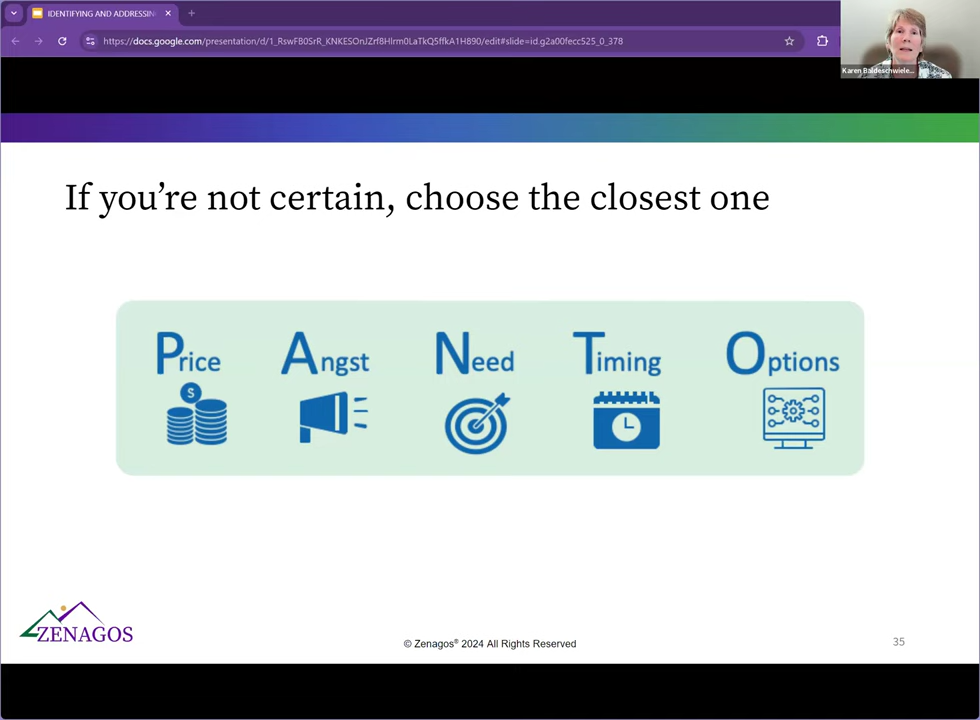 IDENTIFYING AND ADDRESSIN
https://docs.google.com/presentation/d/1_RswFB0SrR_KNKESOnJZrf8Hlrm0LaTkQ5ffkA1H890/edit#slide=id.g2a00fecc525_0_378
Karen Baldeschwiele...
If you're not certain, choose the closest one
Price Angst Need Timing Options
$
ZENAGOS
© Zenagos® 2024 All Rights Reserved
35